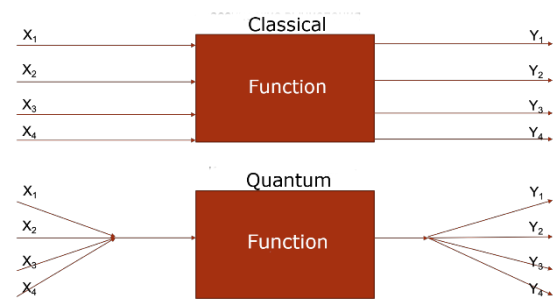 Classical
X1
X2
X3
X4
Function
Y1
Y2
Y3
Y4
Quantum
X1
X2
X3
X4
Function
Y1
Y2
Y3
Y4